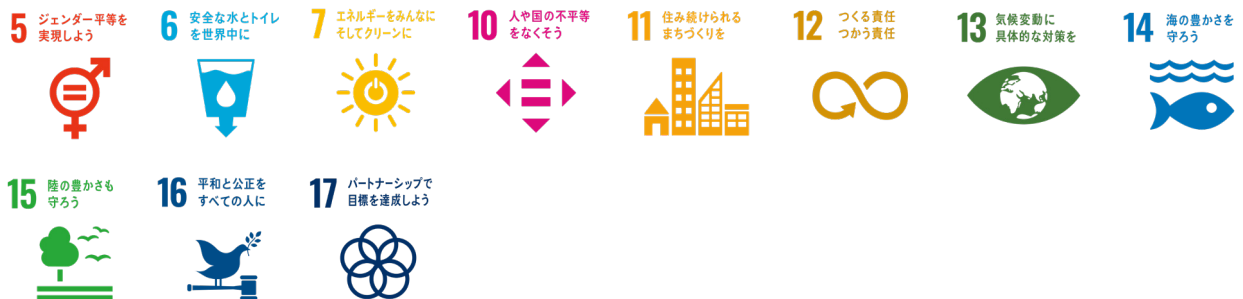 5 ジェンダー平等を
実現しよう
6 安全な水とトイレ
を世界中に
7 エネルギーをみんなに
そしてクリーンに
10 人や国の不平等
をなくそう
11 住み続けられる
まちづくりを
12 つくる責任
つかう責任
13 気候変動に
具体的な対策を
14 海の豊かさを
守ろう
15 陸の豊かさも
守ろう
16 平和と公正を
すべての人に
17 パートナーシップで
目標を達成しよう